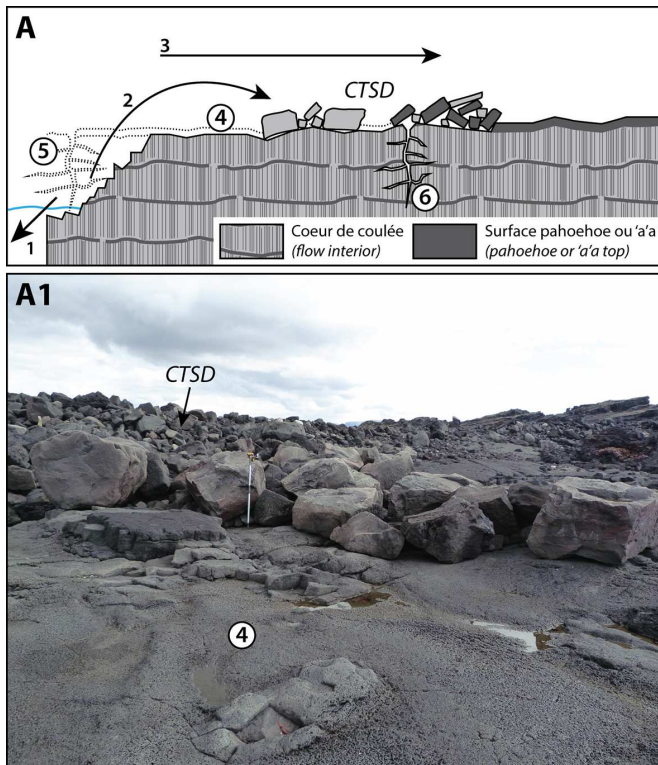 A
3
2
CTSD
4
5
6
1
Coeur de coulée
(flow interior)
Surface pahoehoe ou 'a'a
(pahoehoe or 'a'a top)
A1
CTSD
4